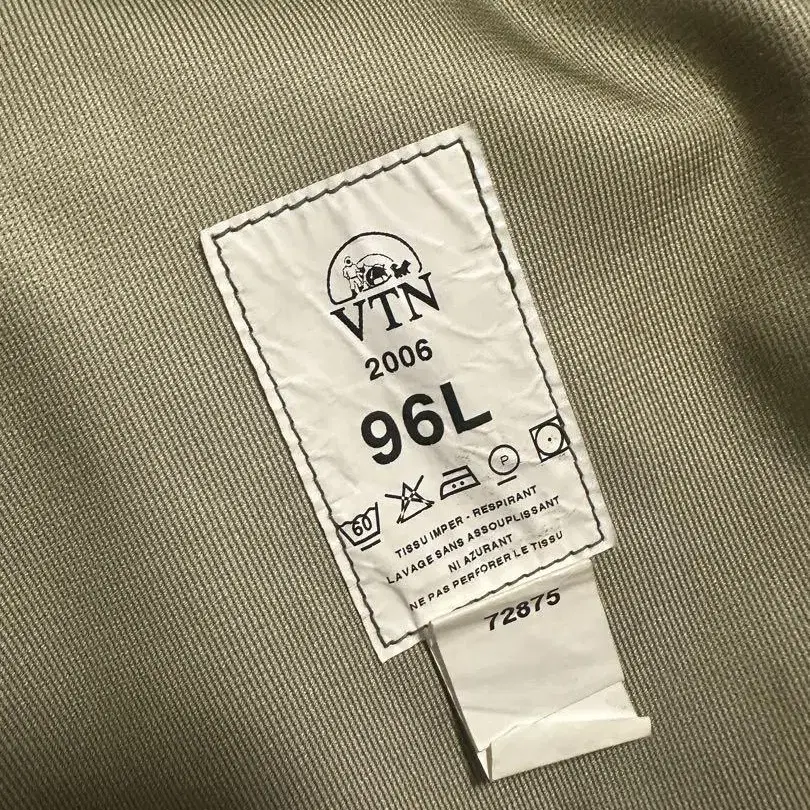 VTN
2006
96L
60
P
TISSU IMPER - RESPIRANT
LAVAGE SANS ASSOUPLISSANT
NI AZURANT
NE PAS PERFORER LE TISSU
72875